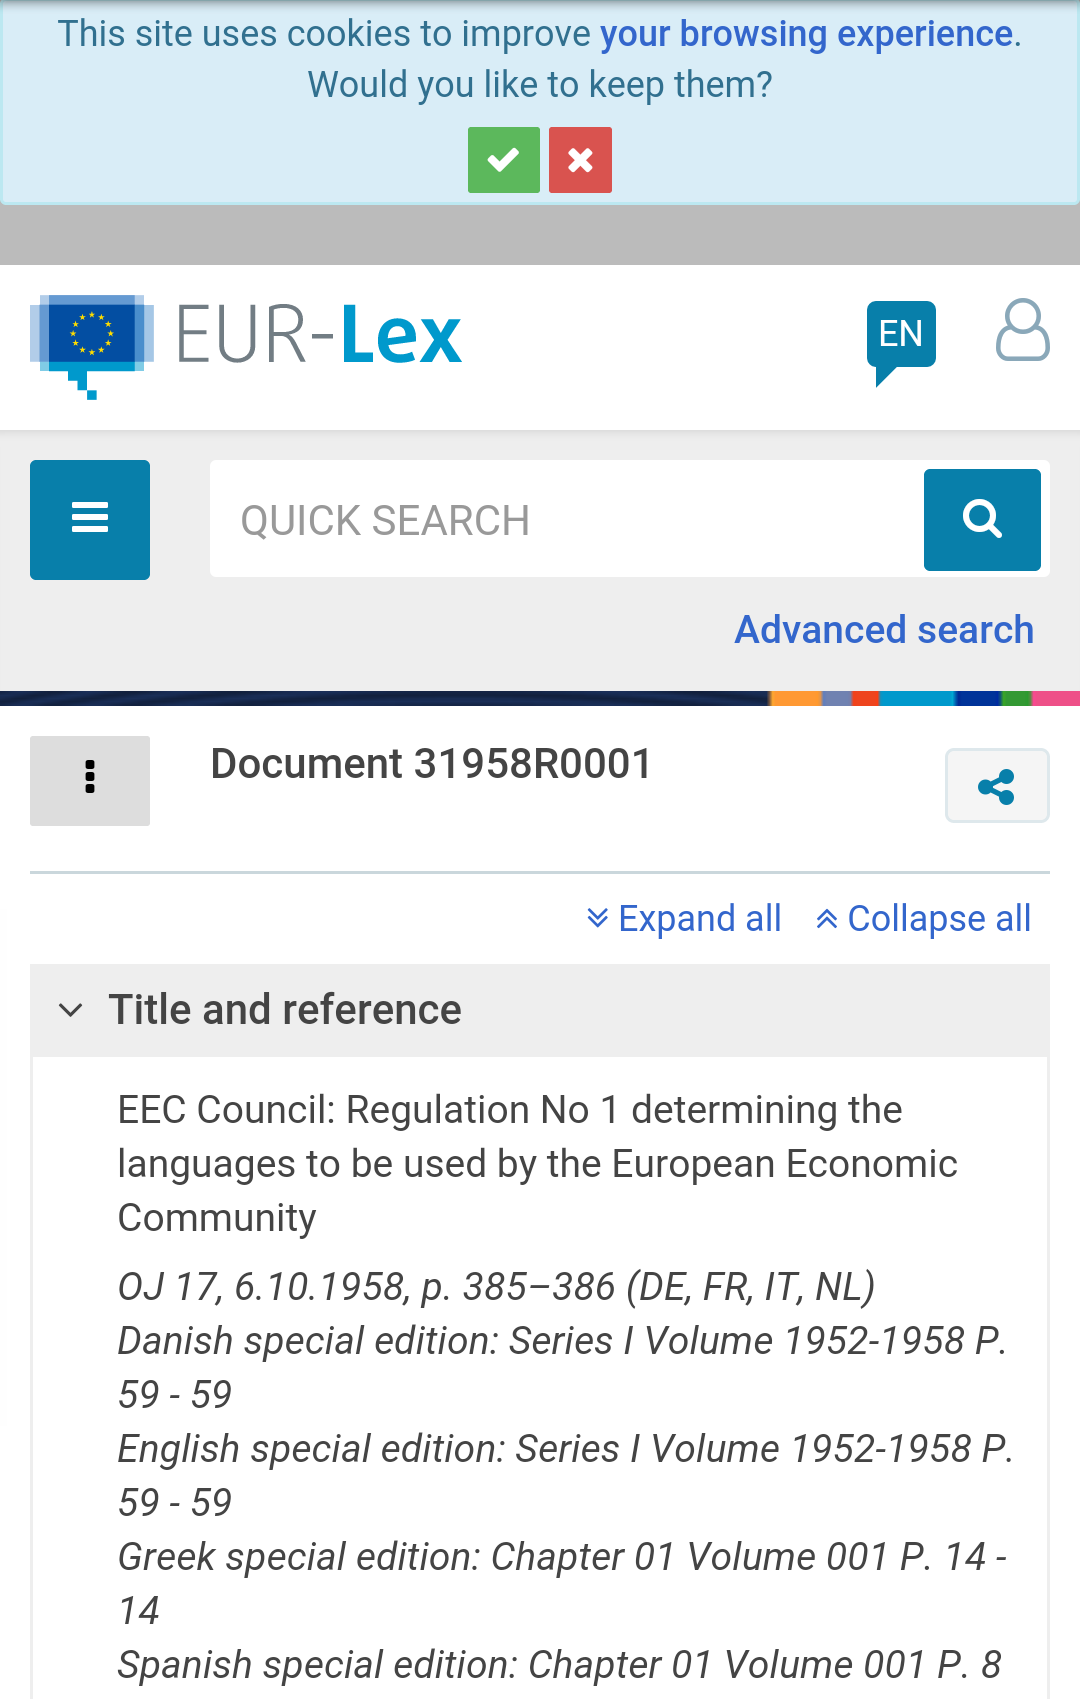 This site uses cookies to improve your browsing experience.
Would you like to keep them?
EUR-Lex
EN
QUICK SEARCH
Advanced search
Document 31958R0001
Expand all
Collapse all
Title and reference
EEC Council: Regulation No 1 determining the
languages to be used by the European Economic
Community
OJ 17, 6.10.1958, p. 385–386 (DE, FR, IT, NL)
Danish special edition: Series I Volume 1952-1958 P.
59 - 59
English special edition: Series I Volume 1952-1958 P.
59 - 59
Greek special edition: Chapter 01 Volume 001 P. 14 -
14
Spanish special edition: Chapter 01 Volume 001 P. 8